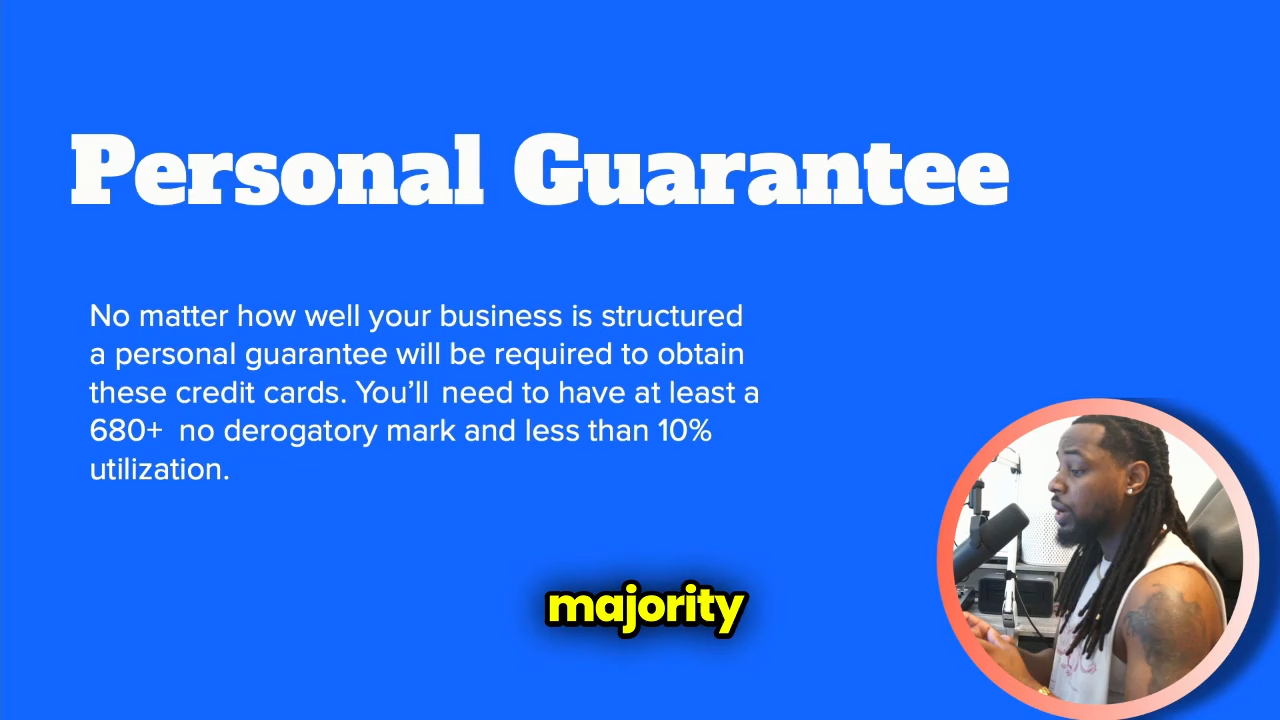 Personal Guarantee
No matter how well your business is structured
a personal guarantee will be required to obtain
these credit cards. You’ll need to have at least a
680+ no derogatory mark and less than 10%
utilization.
majority